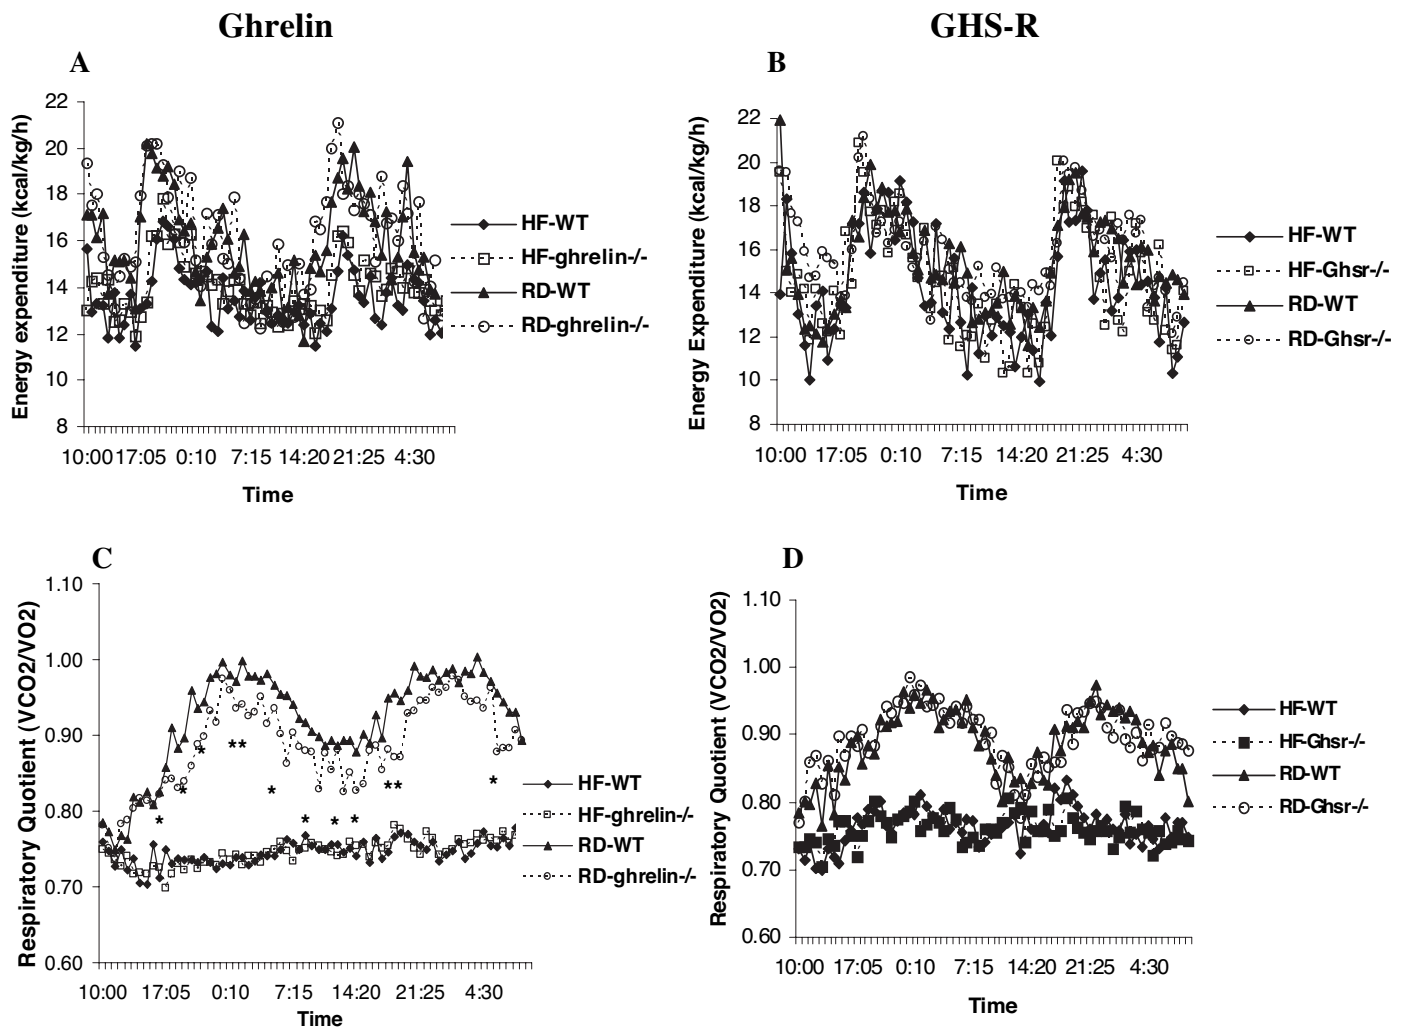 Ghrelin
GHS-R
A
Energy expenditure (kcal/kg/h)
22
20
18
16
14
12
10
8
10:00 17:05 0:10 7:15 14:20 21:25 4:30
Time
HF-WT
HF-ghrelin-/-
RD-WT
RD-ghrelin-/-
B
Energy Expenditure (kcal/kg/h)
22
20
18
16
14
12
10
8
10:00 17:05 0:10 7:15 14:20 21:25 4:30
Time
HF-WT
HF-Ghsr-/-
RD-WT
RD-Ghsr-/-
C
Respiratory Quotient (VCO2/VO2)
1.10
1.00
0.90
0.80
0.70
0.60
* * ** * * * * ** *
10:00 17:05 0:10 7:15 14:20 21:25 4:30
Time
HF-WT
HF-ghrelin-/-
RD-WT
RD-ghrelin-/-
D
Respiratory Quotient (VCO2/VO2)
1.10
1.00
0.90
0.80
0.70
0.60
10:00 17:05 0:10 7:15 14:20 21:25 4:30
Time
HF-WT
HF-Ghsr-/-
RD-WT
RD-Ghsr-/-